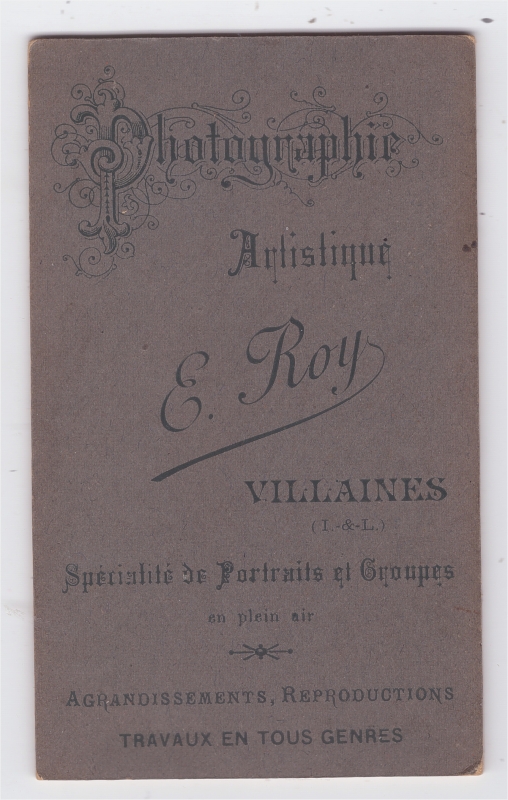 Photographie
Artistique
E. Roy
VILLAINES
(I.-&-L.)
Spécialité de Portraits et Groupes
en plein air
AGRANDISSEMENTS, REPRODUCTIONS
TRAVAUX EN TOUS GENRES